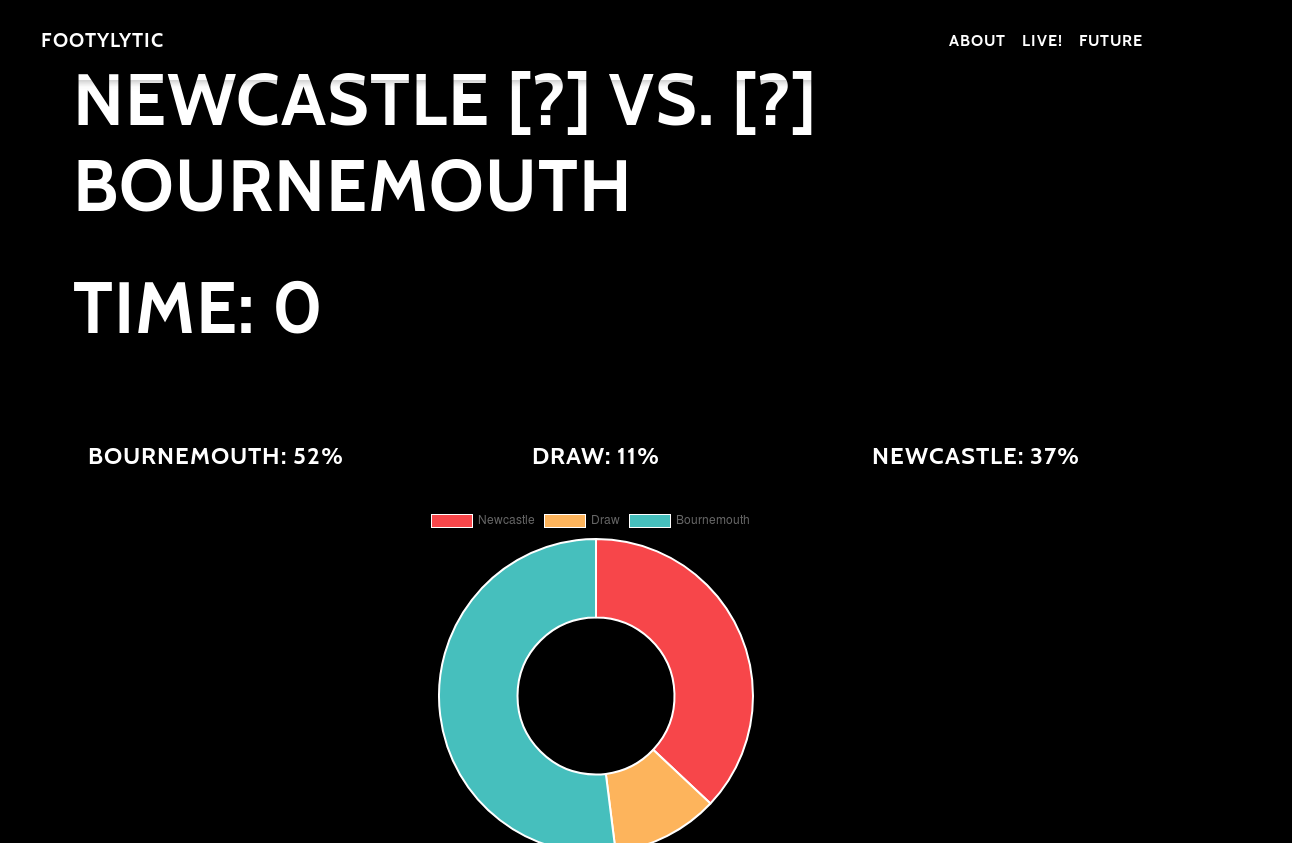 FOOTYLYTIC ABOUT LIVE! FUTURE
NEWCASTLE [?] VS. [?]
BOURNEMOUTH
TIME: 0
BOURNEMOUTH: 52% DRAW: 11% NEWCASTLE: 37%
Newcastle Draw Bournemouth